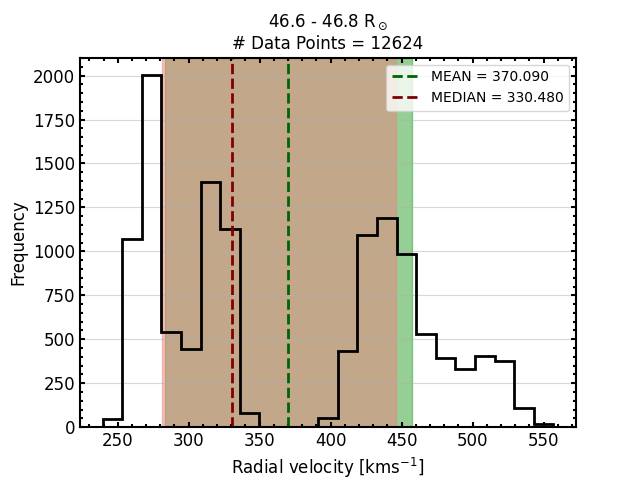 46.6 - 46.8 R⊙
# Data Points = 12624
MEAN = 370.090
MEDIAN = 330.480
Frequency
2000
1750
1500
1250
1000
750
500
250
0
250 300 350 400 450 500 550
Radial velocity [kms⁻¹]